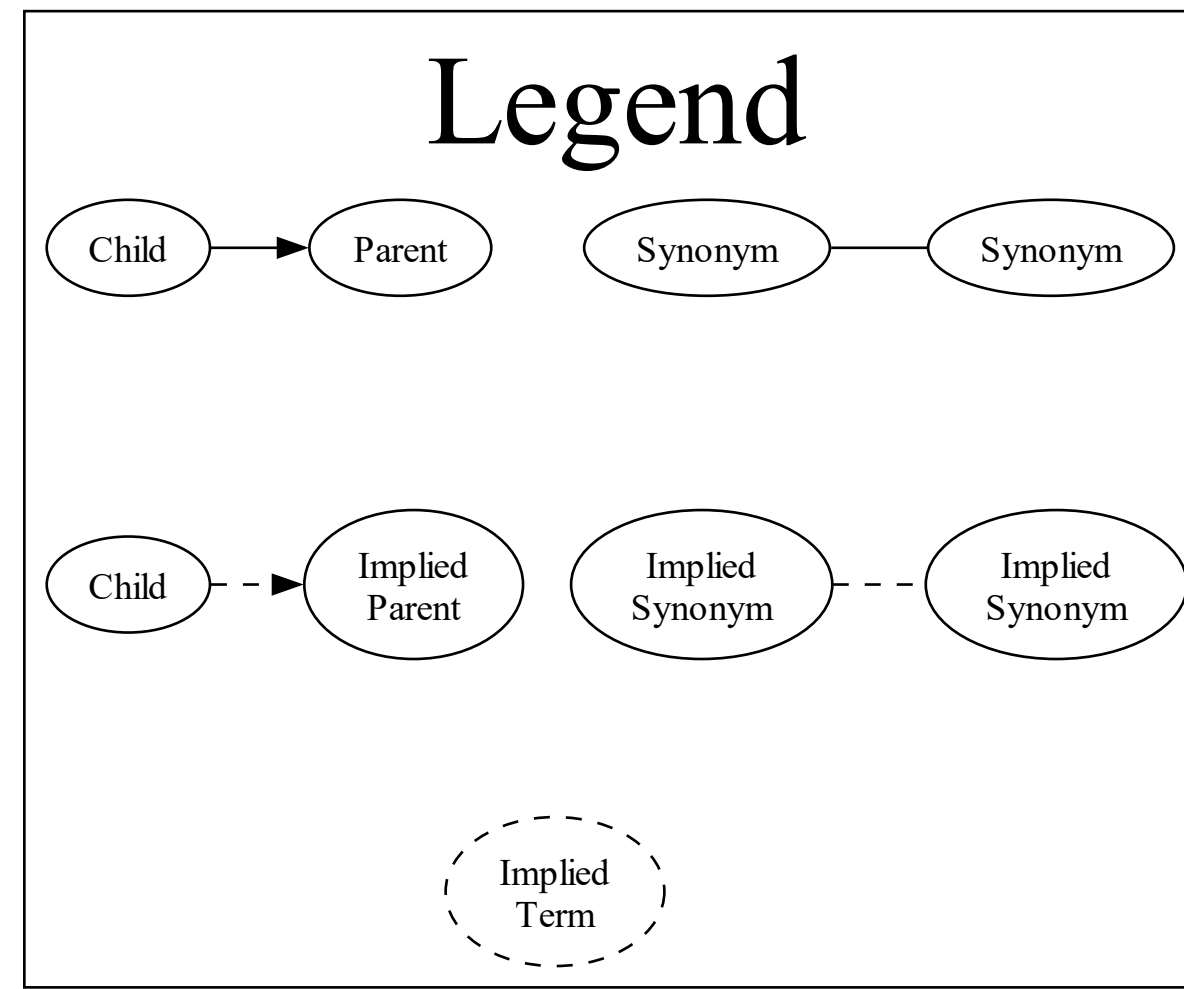 Legend
Child
Parent
Synonym
Synonym
Child
Implied
Parent
Implied
Synonym
Implied
Synonym
Implied
Term